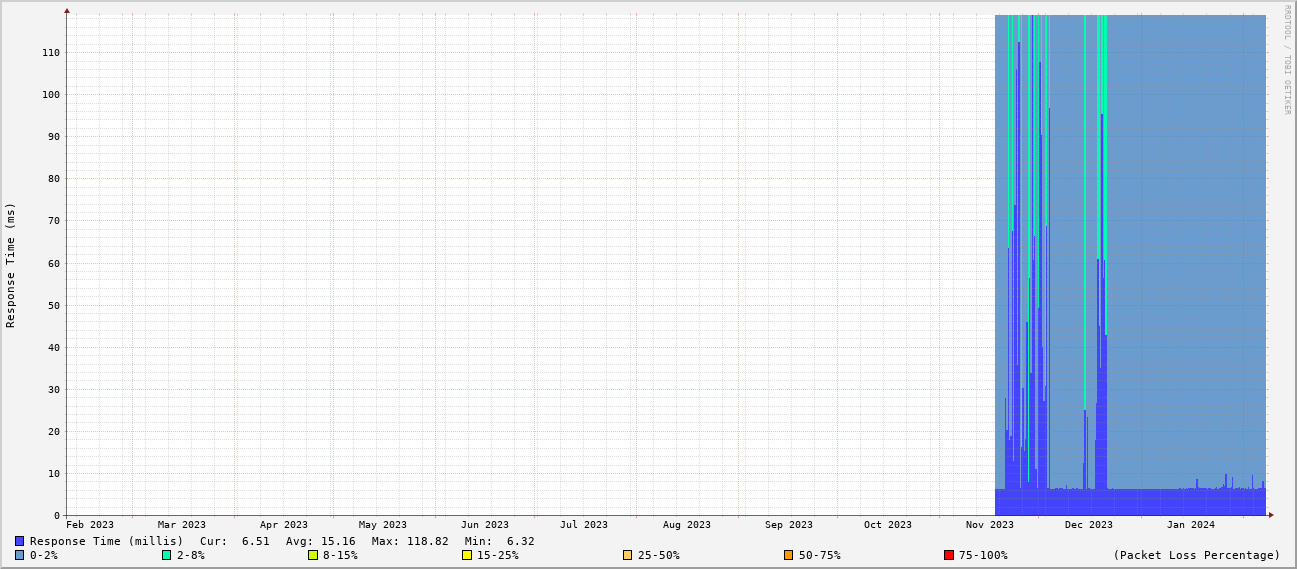 RRDTOOL / TOBI OETIKER
Response Time (ms)
110
100
90
80
70
60
50
40
30
20
10
0
Feb 2023 Mar 2023 Apr 2023 May 2023 Jun 2023 Jul 2023 Aug 2023 Sep 2023 Oct 2023 Nov 2023 Dec 2023 Jan 2024
Response Time (millis) Cur: 6.51 Avg: 15.16 Max: 118.82 Min: 6.32
0-2% 2-8% 8-15% 15-25% 25-50% 50-75% 75-100% (Packet Loss Percentage)